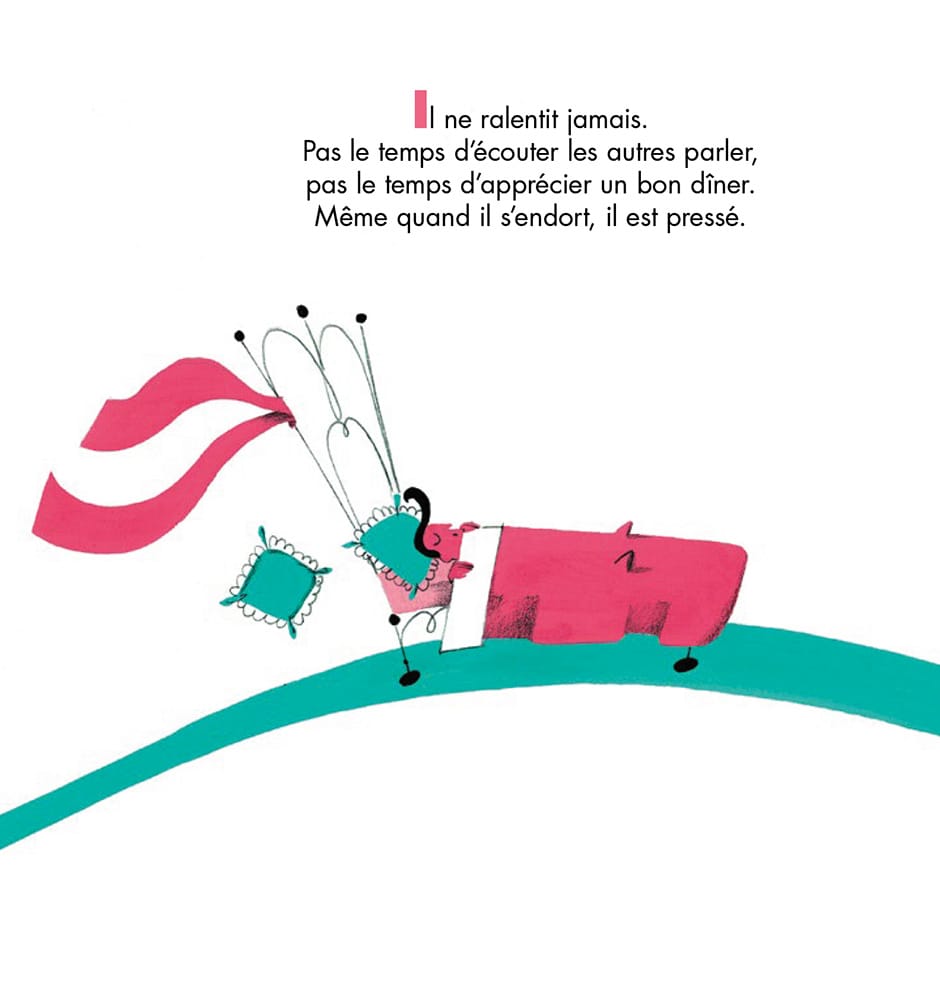 Il ne ralentit jamais.
Pas le temps d’écouter les autres parler,
pas le temps d’apprécier un bon dîner.
Même quand il s’endort, il est pressé.